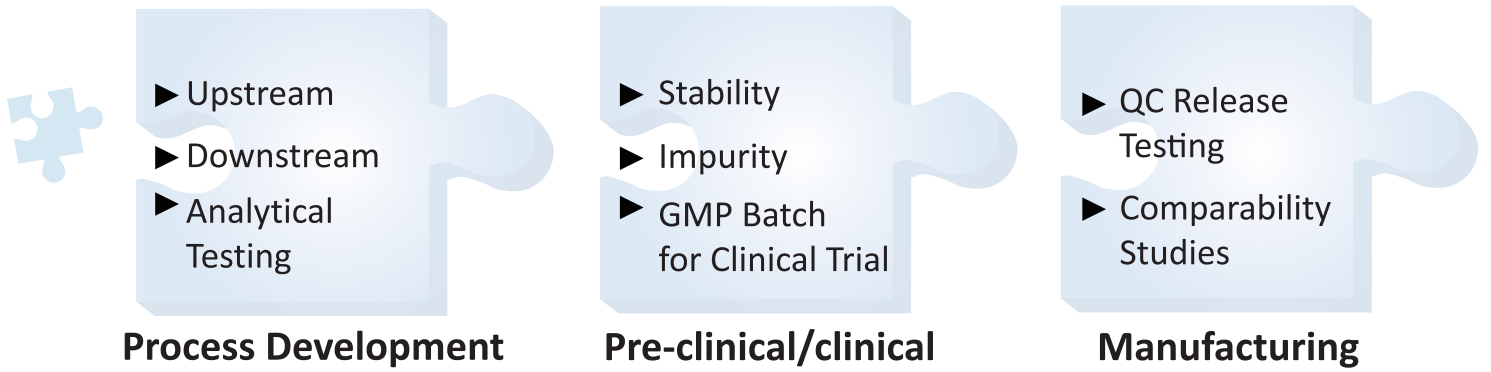 ► Upstream
► Downstream
► Analytical
Testing
Process Development
► Stability
► Impurity
► GMP Batch
for Clinical Trial
Pre-clinical/clinical
► QC Release
Testing
► Comparability
Studies
Manufacturing